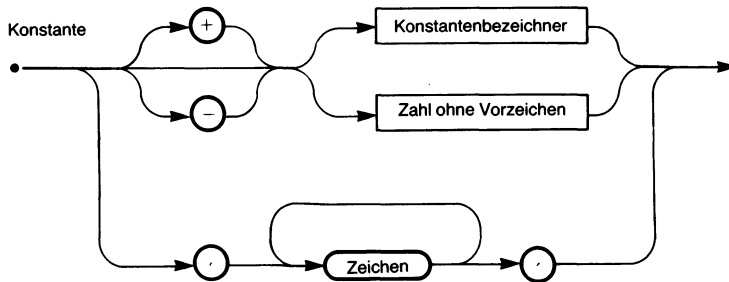 Konstante
+
Konstantenbezeichner
−
Zahl ohne Vorzeichen
'
Zeichen
'